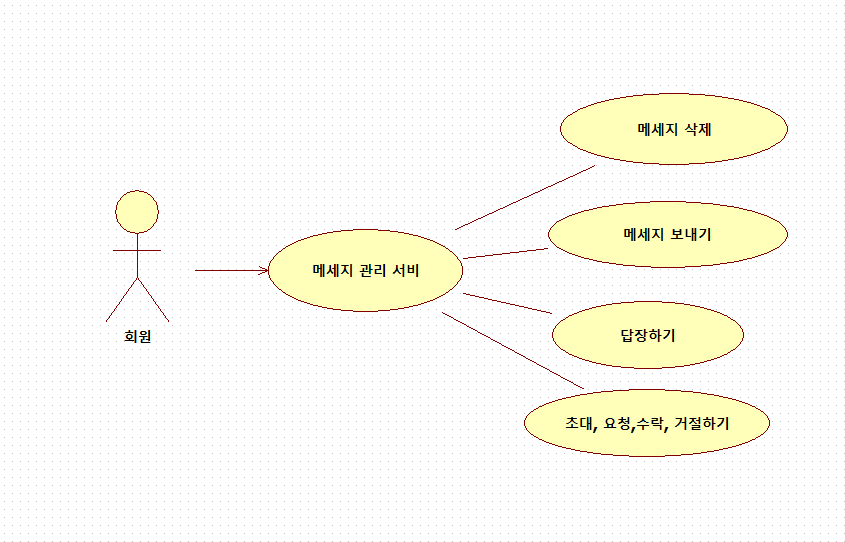 메세지 삭제
메세지 보내기
메세지 관리 서비
답장하기
회원
초대, 요청,수락, 거절하기